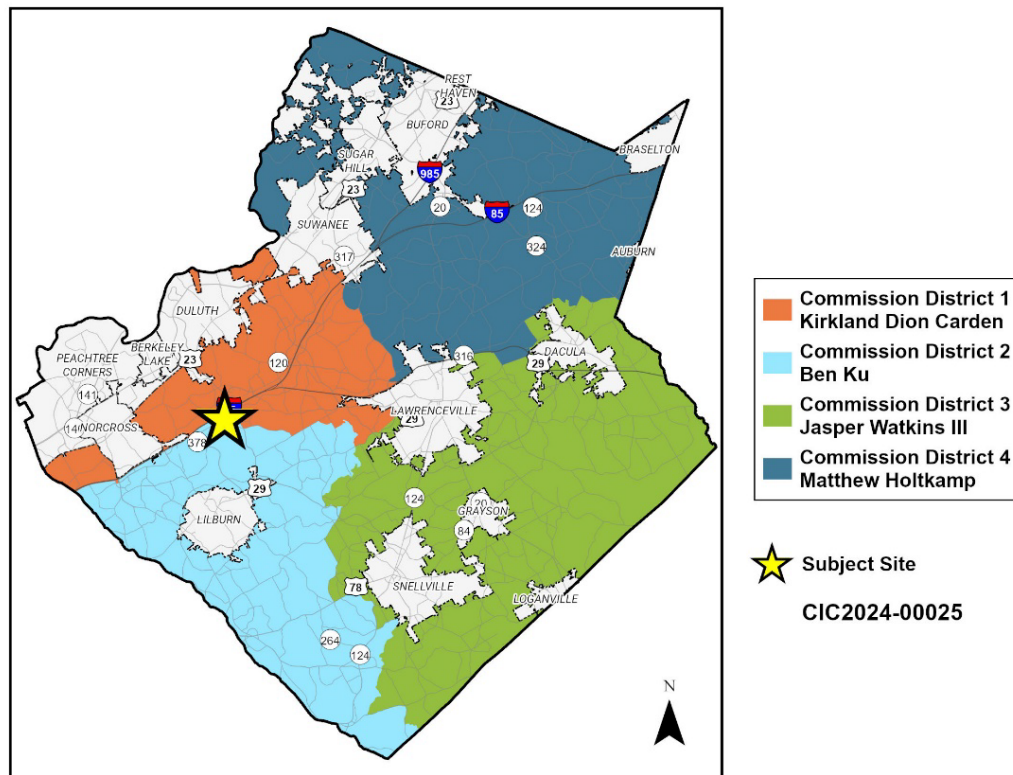 REST
HAVEN
23
BUFORD
BRASELTON
SUGAR
HILL
985
23
20
85
124
SUWANEE
324
317
AUBURN
DULUTH
BERKELEY
LAKE
23
PEACHTREE
CORNERS
120
316
DACULA
29
141
LAWRENCEVILLE
29
14
NORCROSS
378
29
LILBURN
124
20
GRAYSON
84
SNELLVILLE
78
LOGANVILLE
264
124
N
Commission District 1
Kirkland Dion Carden
Commission District 2
Ben Ku
Commission District 3
Jasper Watkins III
Commission District 4
Matthew Holtkamp
Subject Site
CIC2024-00025